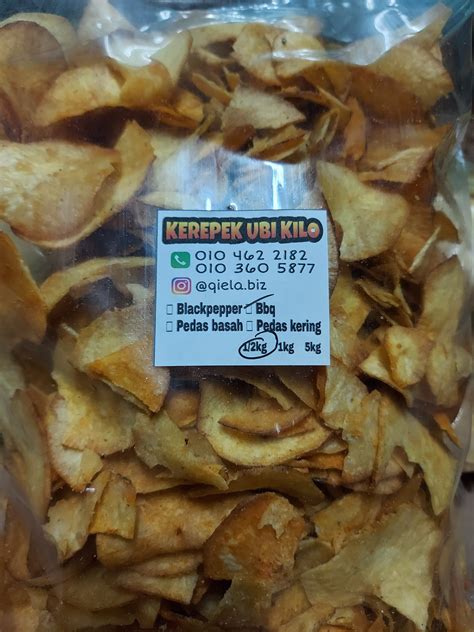 KEREPEK UBI KILO
010 462 2182
010 360 5877
@qiela.biz
Blackpepper Bbq
Pedas basah Pedas kering
1/2kg 1kg 5kg